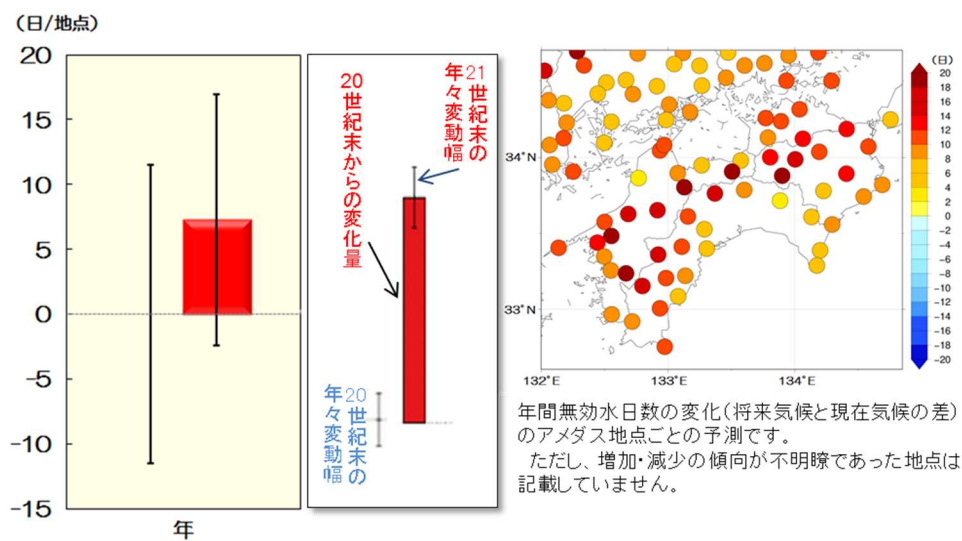 (日/地点)
20
15
10
5
0
-5
-10
-15
年
21世紀末の
年々変動幅
20世紀末からの変化量
20世紀末の
年々変動幅
34°N
33°N
132°E
133°E
134°E
(日)
20
18
16
14
12
10
8
6
4
2
0
-2
-4
-6
-8
-10
-12
-14
-16
-18
-20
年間無効水日数の変化(将来気候と現在気候の差)
のアメダス地点ごとの予測です。
ただし、増加・減少の傾向が不明瞭であった地点は
記載していません。